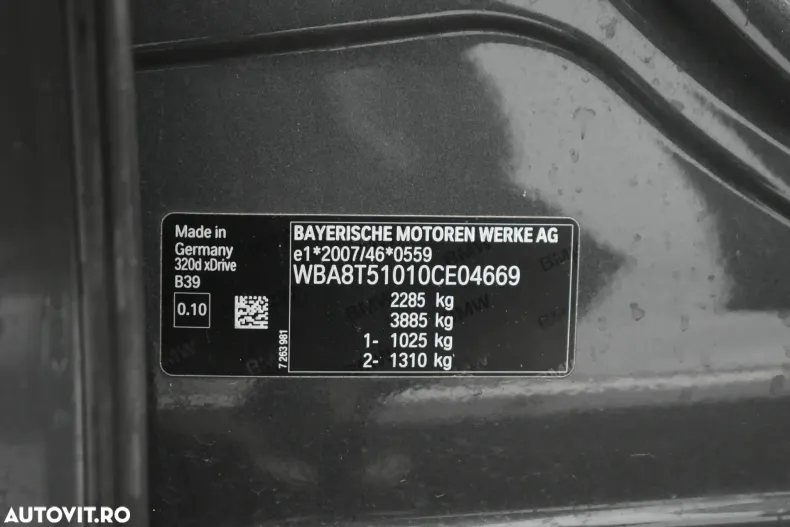 Made in
Germany
320d xDrive
B39
0.10
7 263 981
BAYERISCHE MOTOREN WERKE AG
e1*2007/46*0559
WBA8T51010CE04669
2285 kg
3885 kg
1- 1025 kg
2- 1310 kg
AUTOVIT.RO